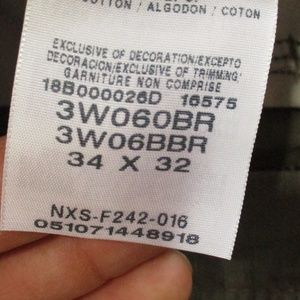 COTTON / ALGODON / COTON
EXCLUSIVE OF DECORATION/EXCEPTO
DECORACION/EXCLUSIVE OF TRIMMING/
GARNITURE NON COMPRISE
18B000026D 16575
3W060BR
3W06BBR
34 X 32
NXS-F242-016
051071448918